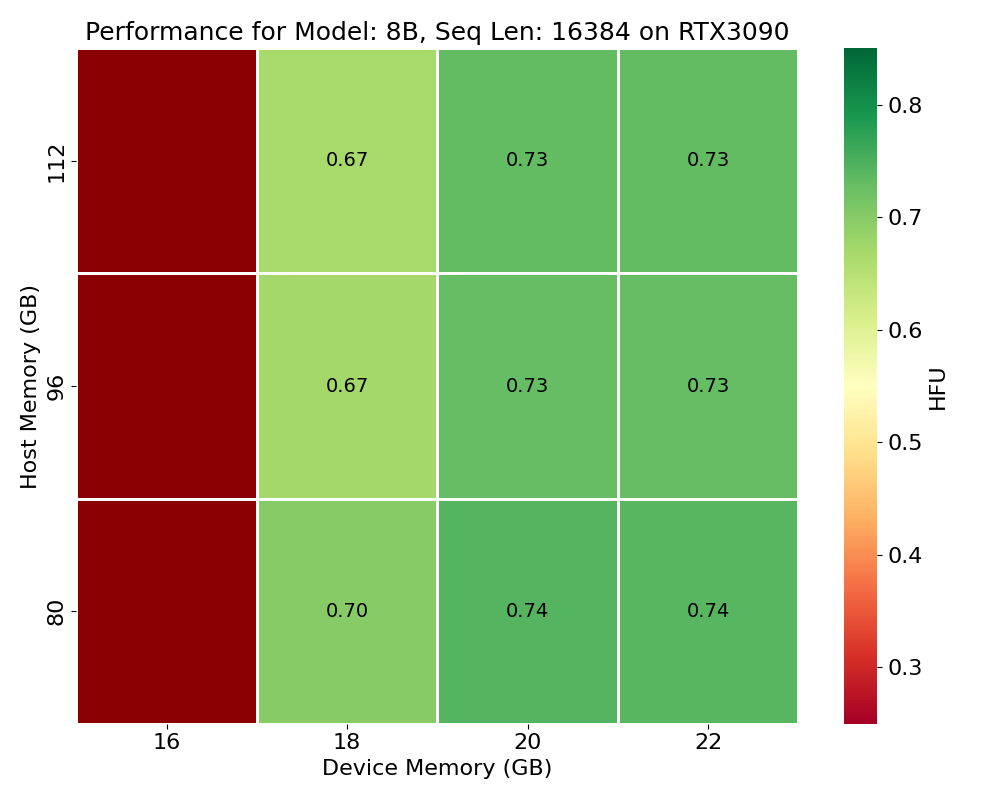 Performance for Model: 8B, Seq Len: 16384 on RTX3090
Host Memory (GB)
112
0.67 0.73 0.73
96
0.67 0.73 0.73
80
0.70 0.74 0.74
16 18 20 22
Device Memory (GB)
0.8
0.7
0.6
0.5
0.4
0.3
HFU